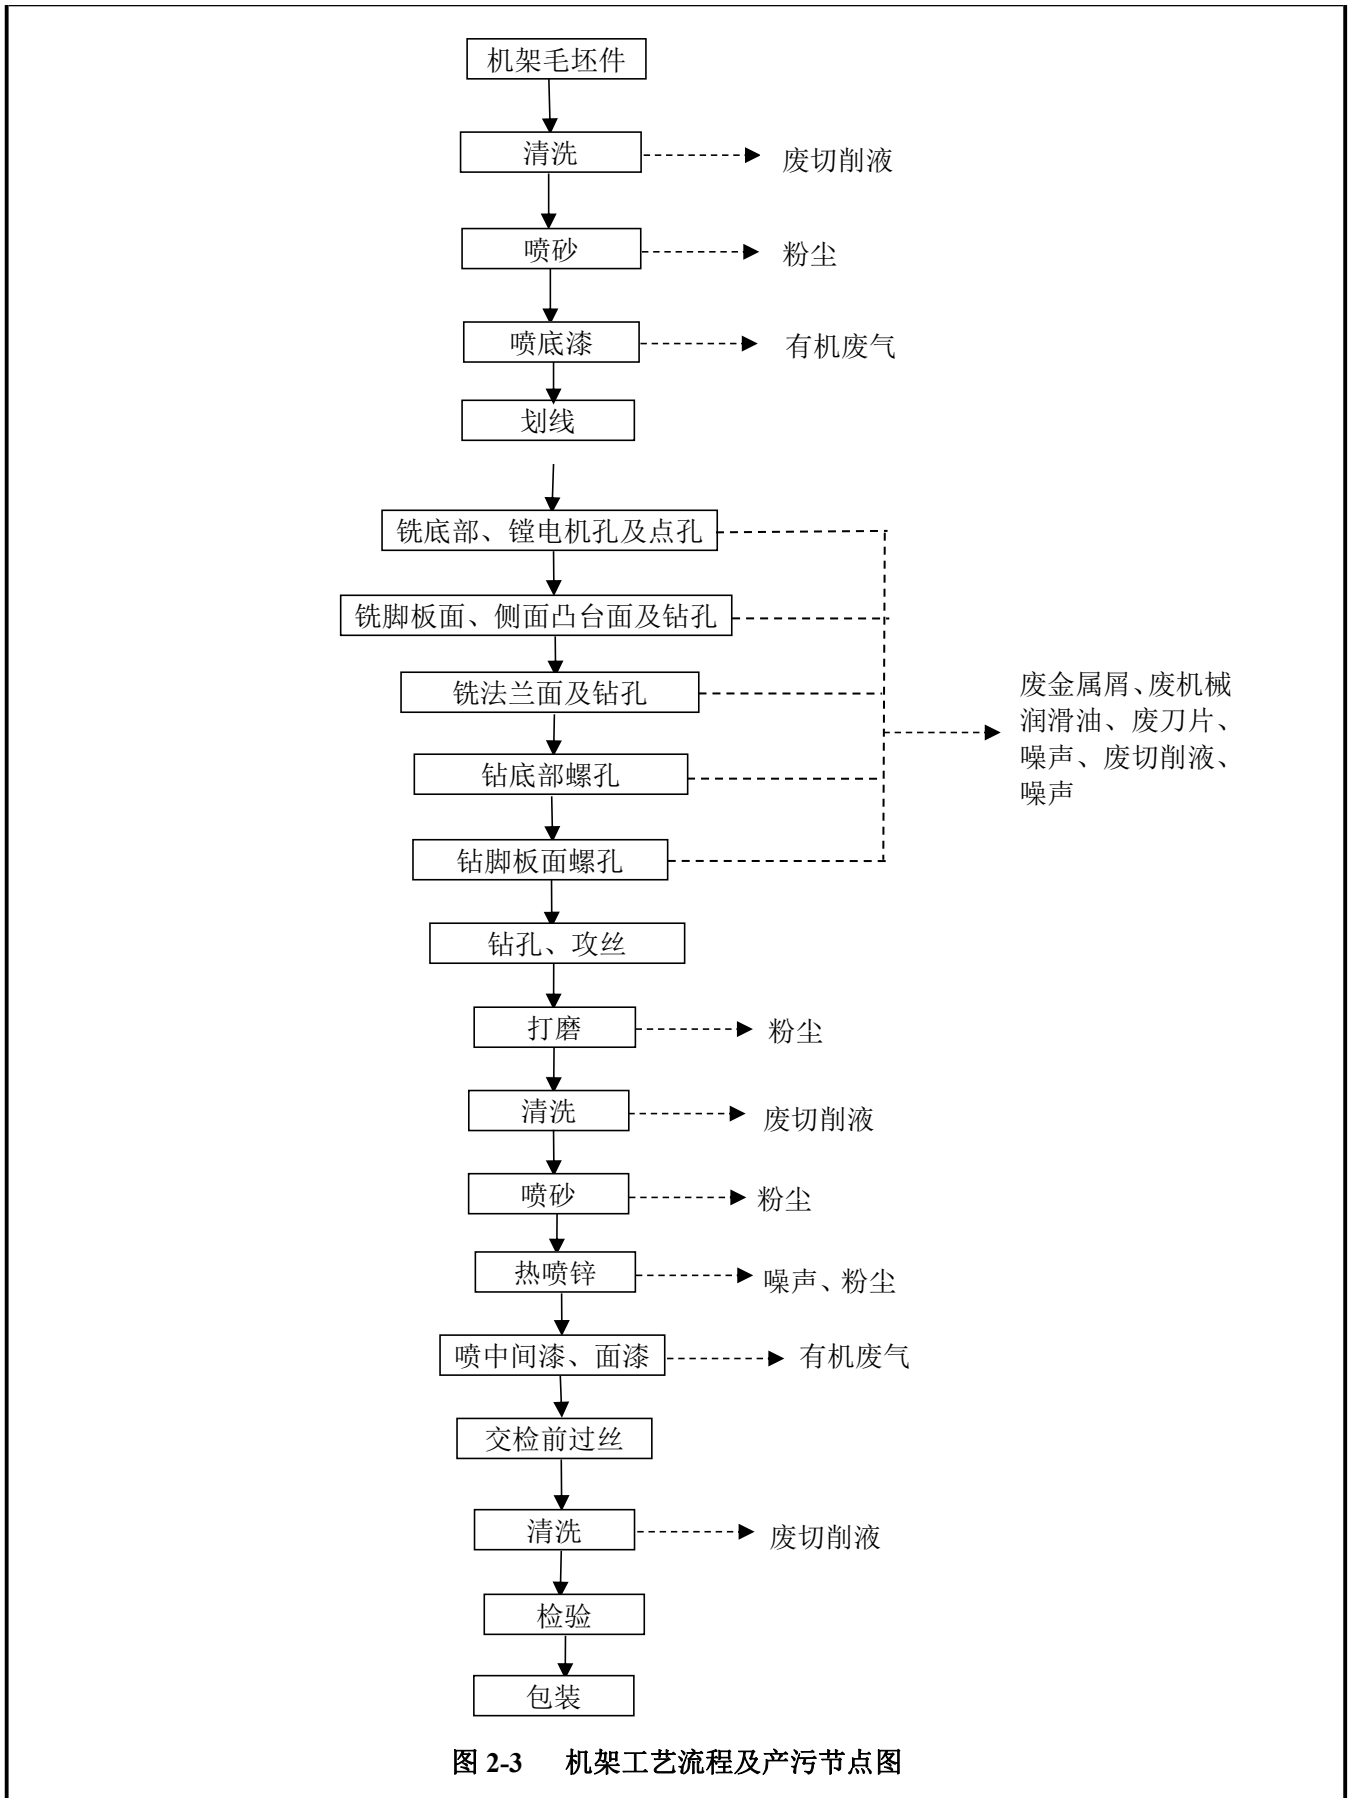 机架毛坯件
清洗
废切削液
喷砂
粉尘
喷底漆
有机废气
划线
铣底部、镗电机孔及点孔
铣脚板面、侧面凸台面及钻孔
铣法兰面及钻孔
钻底部螺孔
钻脚板面螺孔
废金属屑、废机械
润滑油、废刀片、
噪声、废切削液、
噪声
钻孔、攻丝
打磨
粉尘
清洗
废切削液
喷砂
粉尘
热喷锌
噪声、粉尘
喷中间漆、面漆
有机废气
交检前过丝
清洗
废切削液
检验
包装
图 2-3 机架工艺流程及产污节点图